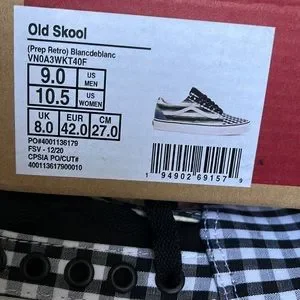 Old Skool
(Prep Retro) Blancdeblanc
VN0A3WKT40F
9.0 US MEN
10.5 US WOMEN
UK EUR CM
8.0 42.0 27.0
PO#4001136179
FSV - 12/20
CPSIA PO/CUT#
400113617900010
1 94902 69157 9